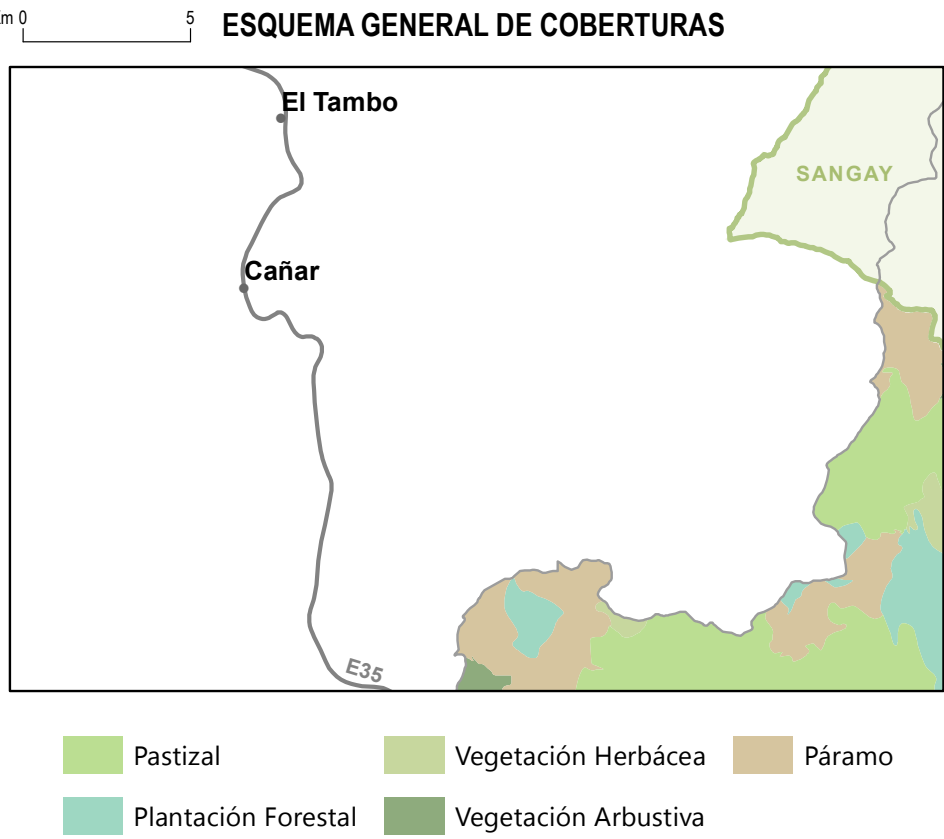 Km 0 5
ESQUEMA GENERAL DE COBERTURAS
El Tambo
SANGAY
Cañar
E35
Pastizal
Vegetación Herbácea
Páramo
Plantación Forestal
Vegetación Arbustiva